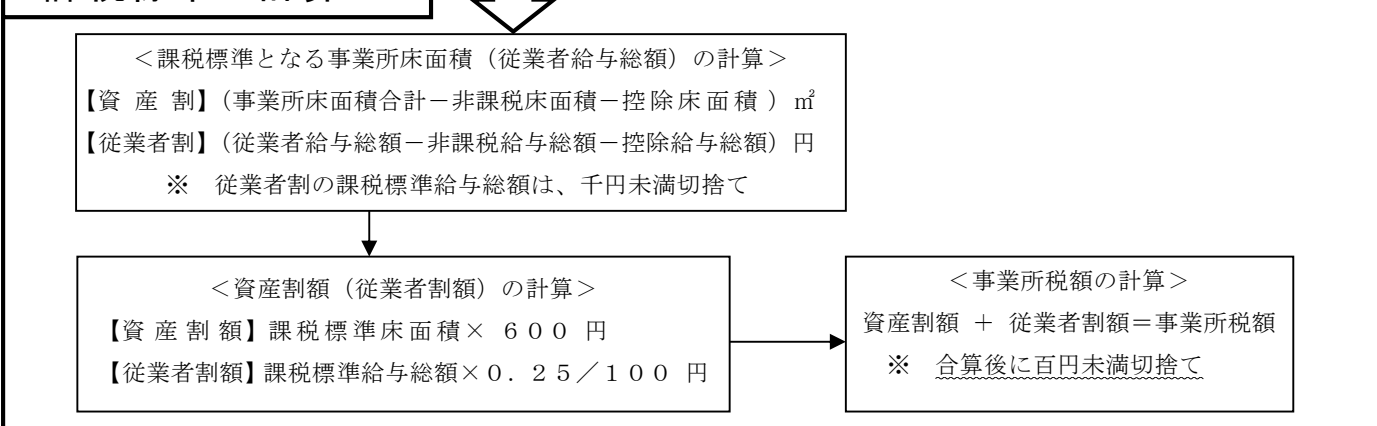 ＜課税標準となる事業所床面積（従業者給与総額）の計算＞
【資 産 割】（事業所床面積合計－非課税床面積－控除床面積 ）㎡
【従業者割】（従業者給与総額－非課税給与総額－控除給与総額）円
※　従業者割の課税標準給与総額は、千円未満切捨て
＜資産割額（従業者割額）の計算＞
【資 産 割 額】課税標準床面積× ６００ 円
【従業者割額】課税標準給与総額×０．２５／１００ 円
＜事業所税額の計算＞
資産割額 ＋ 従業者割額＝事業所税額
※　合算後に百円未満切捨て